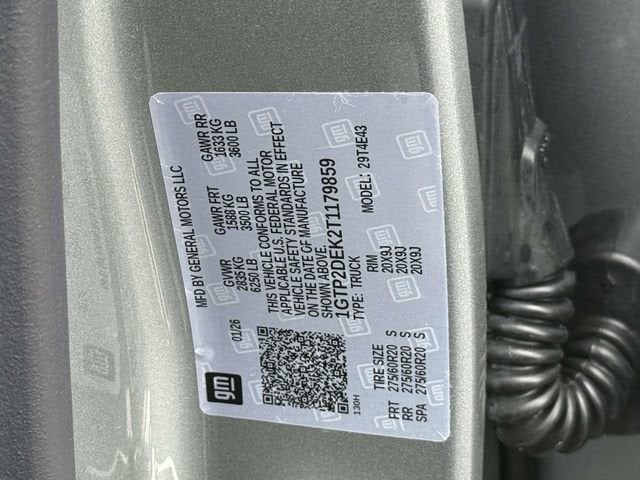 MFD BY GENERAL MOTORS LLC
01/26
GVWR
2835 KG
6250 LB
GAWR FRT
1588 KG
3500 LB
GAWR RR
1633 KG
3600 LB
THIS VEHICLE CONFORMS TO ALL
APPLICABLE U.S. FEDERAL MOTOR
VEHICLE SAFETY STANDARDS IN EFFECT
ON THE DATE OF MANUFACTURE
SHOWN ABOVE.
1GTP2DEK2T1179859
TYPE: TRUCK
MODEL: 29T4E43
gm
130H
TIRE SIZE
RIM
FRT 275/60R20 S 20X9J
RR 275/60R20 S 20X9J
SPA 275/60R20 S 20X9J